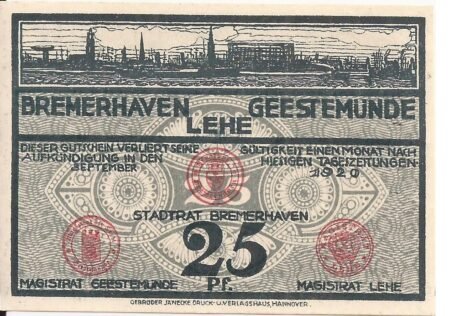 BREMERHAVEN GEESTEMÜNDE
LEHE
DIESER GUTSCHEIN VERLIERT SEINE GÜLTIGKEIT EINEN MONAT NACH
AUFKÜNDIGUNG IN DEN HIESIGEN TAGESZEITUNGEN.
SEPTEMBER 1920
STADTRAT BREMERHAVEN
25
Pf.
MAGISTRAT GEESTEMÜNDE MAGISTRAT LEHE
GEBRÜDER JÄNECKE DRUCK- U. VERLAGSHAUS, HANNOVER.